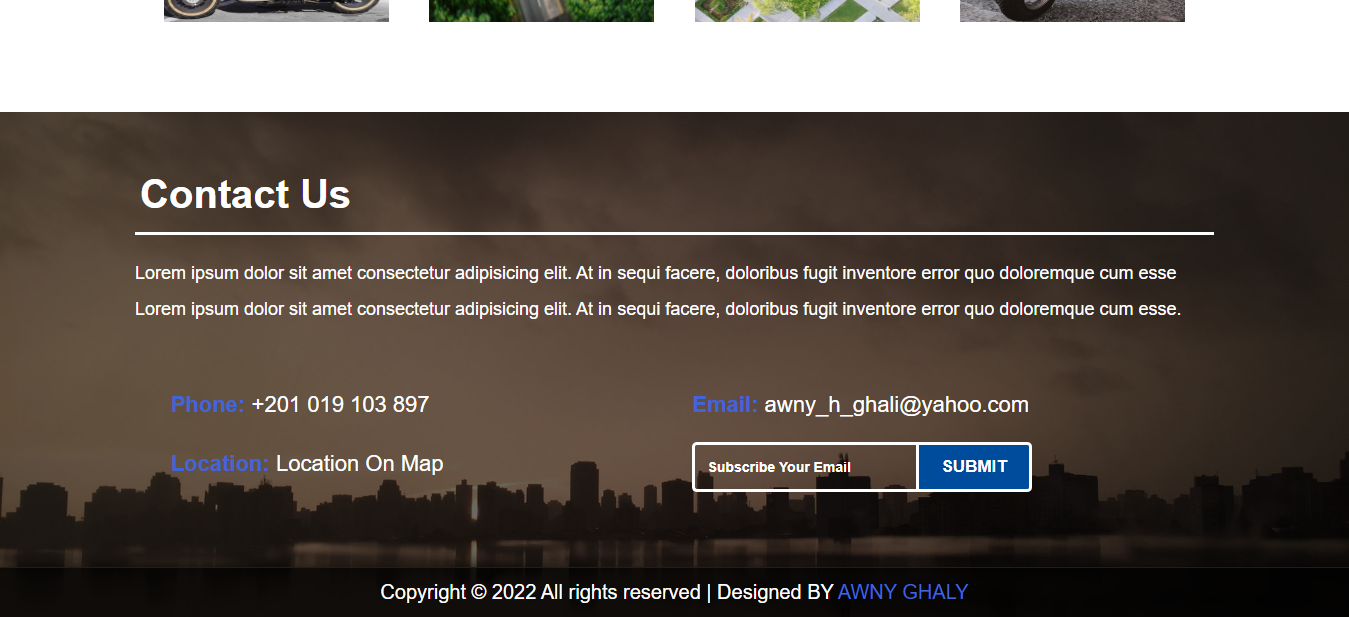 Contact Us
Lorem ipsum dolor sit amet consectetur adipisicing elit. At in sequi facere, doloribus fugit inventore error quo doloremque cum esse
Lorem ipsum dolor sit amet consectetur adipisicing elit. At in sequi facere, doloribus fugit inventore error quo doloremque cum esse.
Phone: +201 019 103 897
Email: awny_h_ghali@yahoo.com
Location: Location On Map
Subscribe Your Email
SUBMIT
Copyright © 2022 All rights reserved | Designed BY AWNY GHALY